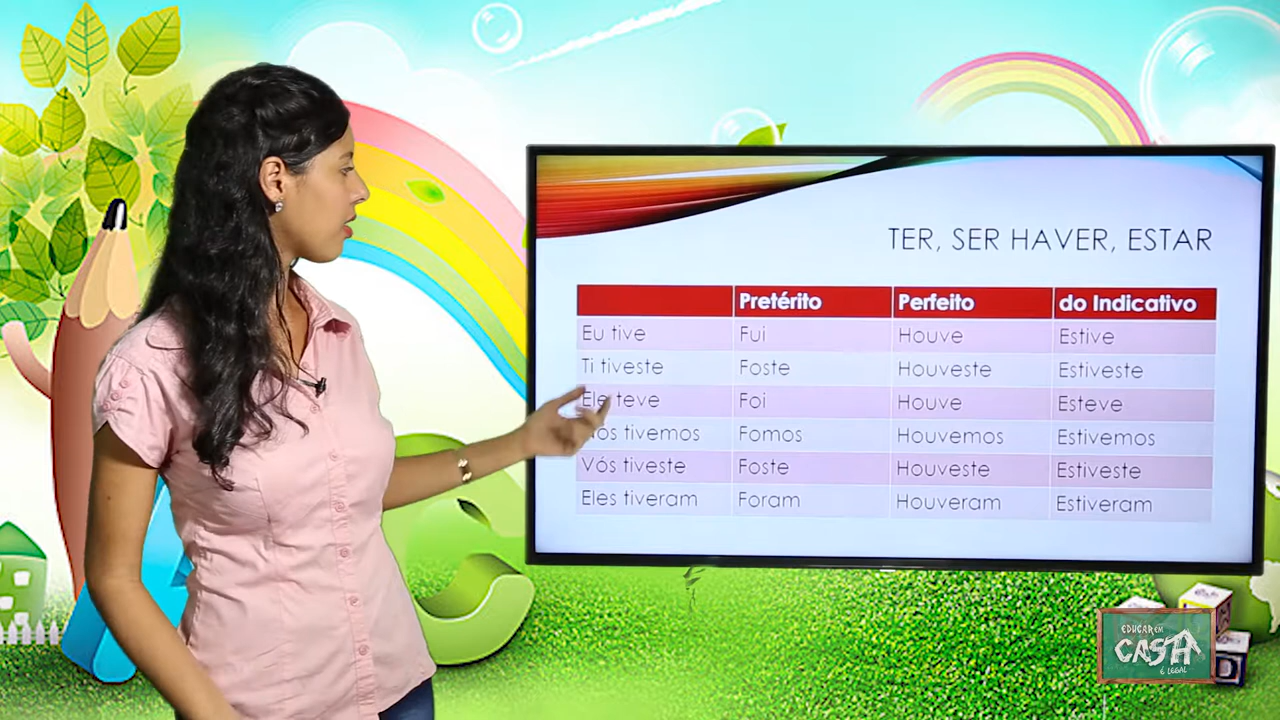 TER, SER HAVER, ESTAR
Pretérito Perfeito do Indicativo
Eu tive Fui Houve Estive
Ti tiveste Foste Houveste Estiveste
Ele teve Foi Houve Esteve
Nós tivemos Fomos Houvemos Estivemos
Vós tiveste Foste Houveste Estiveste
Eles tiveram Foram Houveram Estiveram
EDUCAR EM
CASA
É LEGAL